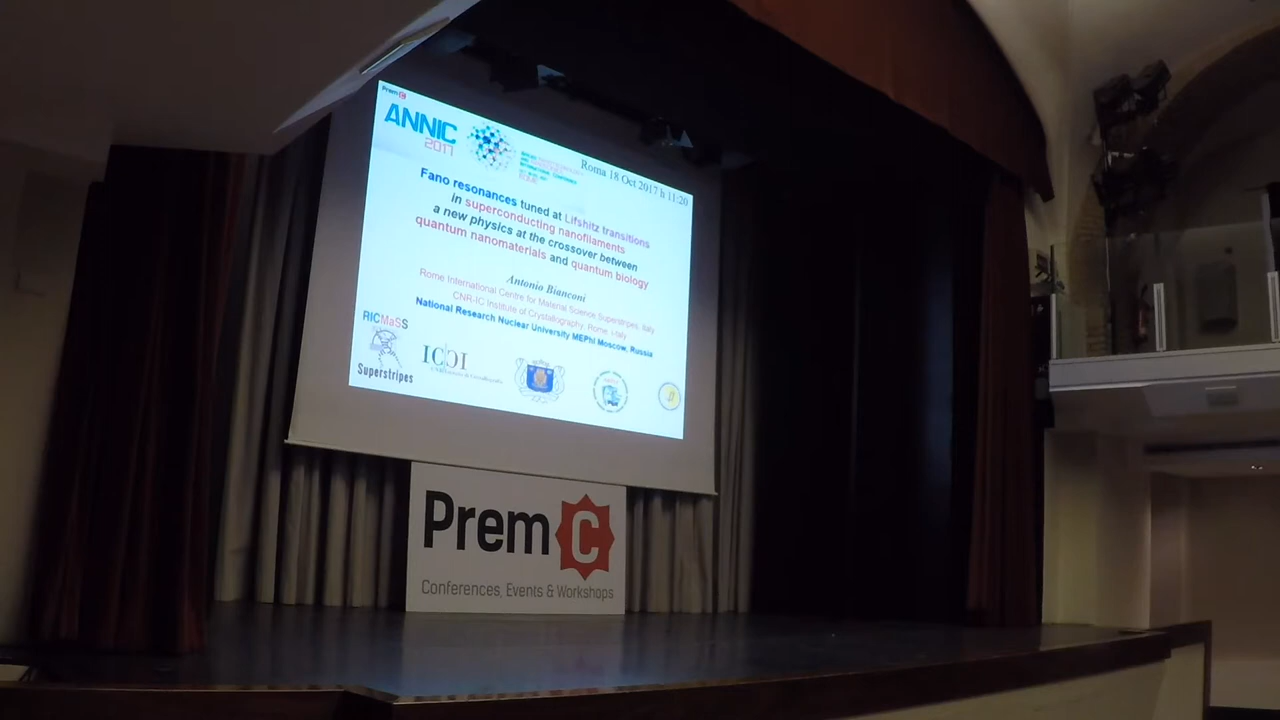 PremC
ANNIC
2017
Roma 18 Oct 2017 h 11:20
Fano resonances tuned at Lifshitz transitions
in superconducting nanofilaments
a new physics at the crossover between
quantum nanomaterials and quantum biology
Antonio Bianconi
Rome International Centre for Material Science Superstripes, Italy
CNR-IC Institute of Crystallography, Rome, Italy
National Research Nuclear University MEPhI Moscow, Russia
RICMaSS
Superstripes
Prem C
Conferences, Events & Workshops